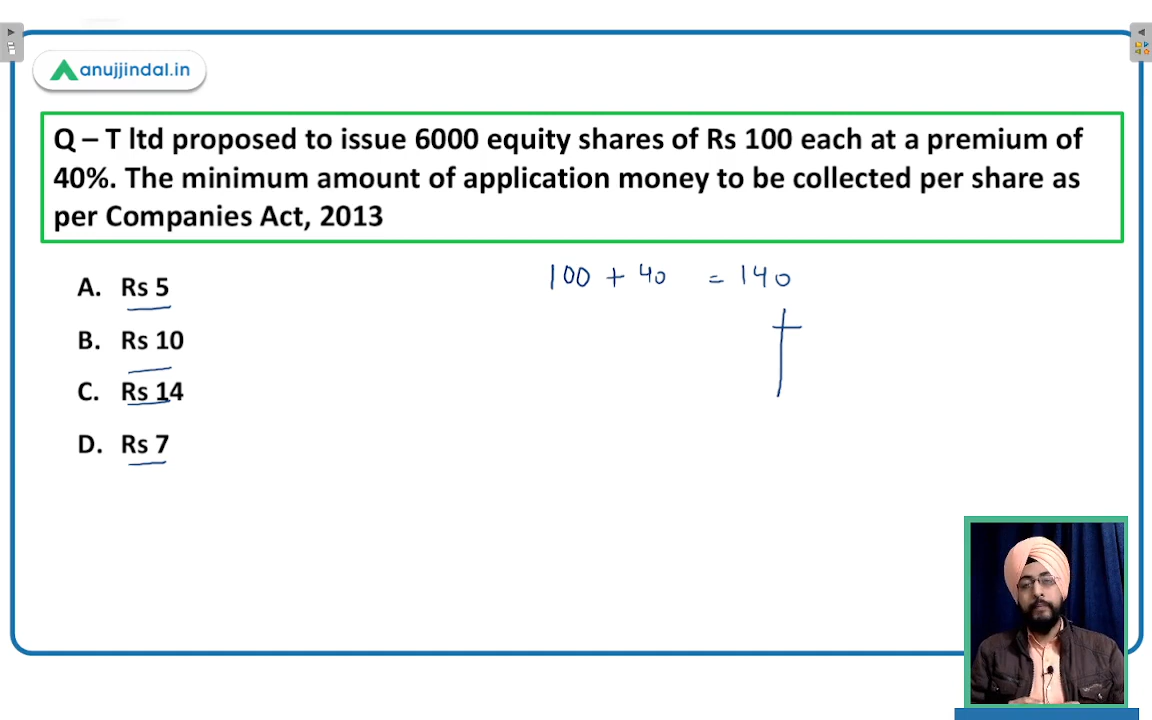 anujjindal.in
Q – T ltd proposed to issue 6000 equity shares of Rs 100 each at a premium of
40%. The minimum amount of application money to be collected per share as
per Companies Act, 2013
100 + 40 = 140
A. Rs 5
B. Rs 10
C. Rs 14
D. Rs 7